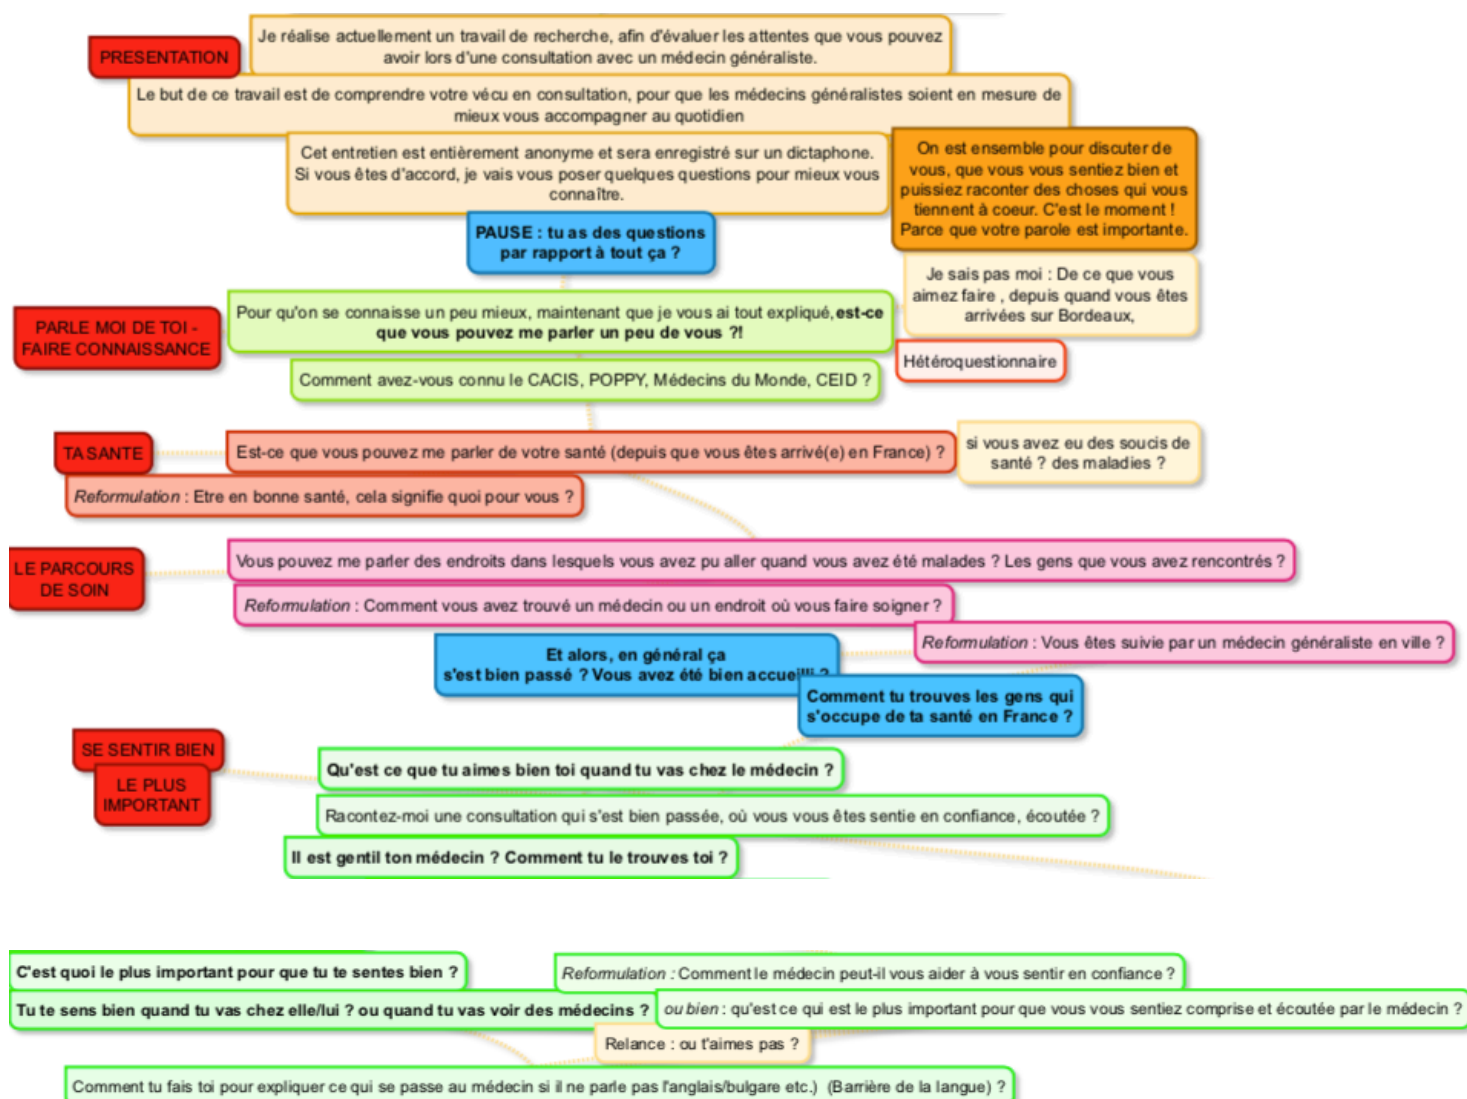 PRESENTATION
Je réalise actuellement un travail de recherche, afin d'évaluer les attentes que vous pouvez
avoir lors d'une consultation avec un médecin généraliste.
Le but de ce travail est de comprendre votre vécu en consultation, pour que les médecins généralistes soient en mesure de
mieux vous accompagner au quotidien
Cet entretien est entièrement anonyme et sera enregistré sur un dictaphone.
Si vous êtes d'accord, je vais vous poser quelques questions pour mieux vous
connaître.
On est ensemble pour discuter de
vous, que vous vous sentiez bien et
puissiez raconter des choses qui vous
tiennent à coeur. C'est le moment !
Parce que votre parole est importante.
PAUSE : tu as des questions
par rapport à tout ça ?
PARLE MOI DE TOI -
FAIRE CONNAISSANCE
Pour qu'on se connaisse un peu mieux, maintenant que je vous ai tout expliqué, est-ce
que vous pouvez me parler un peu de vous ?!
Je sais pas moi : De ce que vous
aimez faire , depuis quand vous êtes
arrivées sur Bordeaux,
Hétéroquestionnaire
Comment avez-vous connu le CACIS, POPPY, Médecins du Monde, CEID ?
TA SANTE
Est-ce que vous pouvez me parler de votre santé (depuis que vous êtes arrivé(e) en France) ?
si vous avez eu des soucis de
santé ? des maladies ?
Reformulation : Etre en bonne santé, cela signifie quoi pour vous ?
LE PARCOURS
DE SOIN
Vous pouvez me parler des endroits dans lesquels vous avez pu aller quand vous avez été malades ? Les gens que vous avez rencontrés ?
Reformulation : Comment vous avez trouvé un médecin ou un endroit où vous faire soigner ?
Reformulation : Vous êtes suivie par un médecin généraliste en ville ?
Et alors, en général ça
s'est bien passé ? Vous avez été bien accueilli ?
Comment tu trouves les gens qui
s'occupe de ta santé en France ?
SE SENTIR BIEN
LE PLUS
IMPORTANT
Qu'est ce que tu aimes bien toi quand tu vas chez le médecin ?
Racontez-moi une consultation qui s'est bien passée, où vous vous êtes sentie en confiance, écoutée ?
Il est gentil ton médecin ? Comment tu le trouves toi ?
C'est quoi le plus important pour que tu te sentes bien ?
Reformulation : Comment le médecin peut-il vous aider à vous sentir en confiance ?
Tu te sens bien quand tu vas chez elle/lui ? ou quand tu vas voir des médecins ?
ou bien : qu'est ce qui est le plus important pour que vous vous sentiez comprise et écoutée par le médecin ?
Relance : ou t'aimes pas ?
Comment tu fais toi pour expliquer ce qui se passe au médecin si il ne parle pas l'anglais/bulgare etc.) (Barrière de la langue) ?